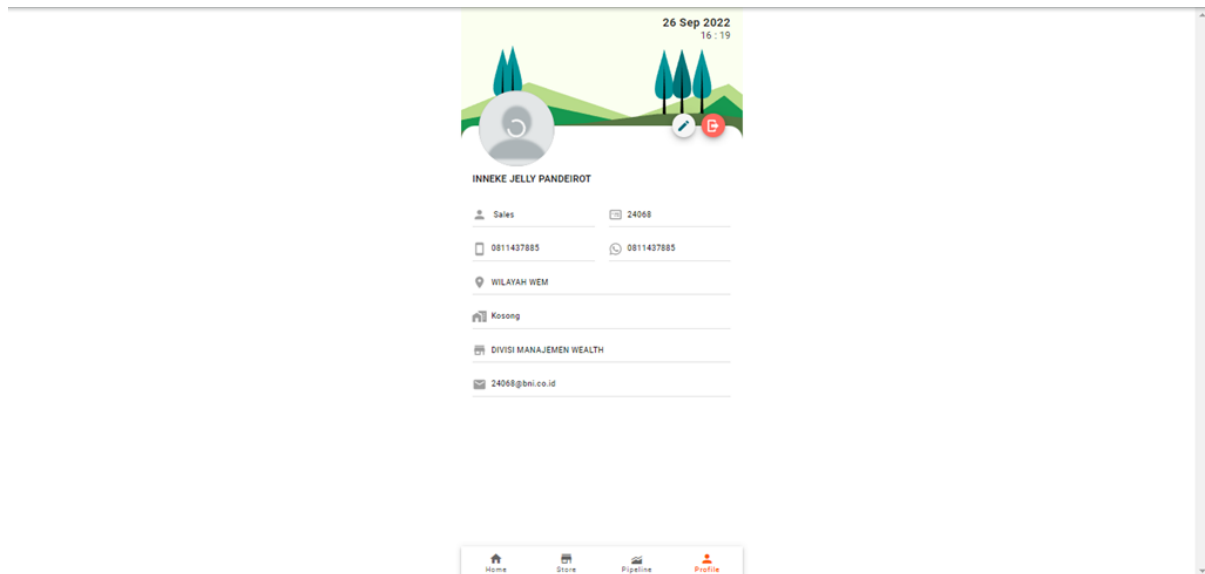 26 Sep 2022
16 : 19
INNEKE JELLY PANDEIROT
Sales
24068
0811437885
0811437885
WILAYAH WEM
Kosong
DIVISI MANAJEMEN WEALTH
24068@bni.co.id
Home
Store
Pipeline
Profile